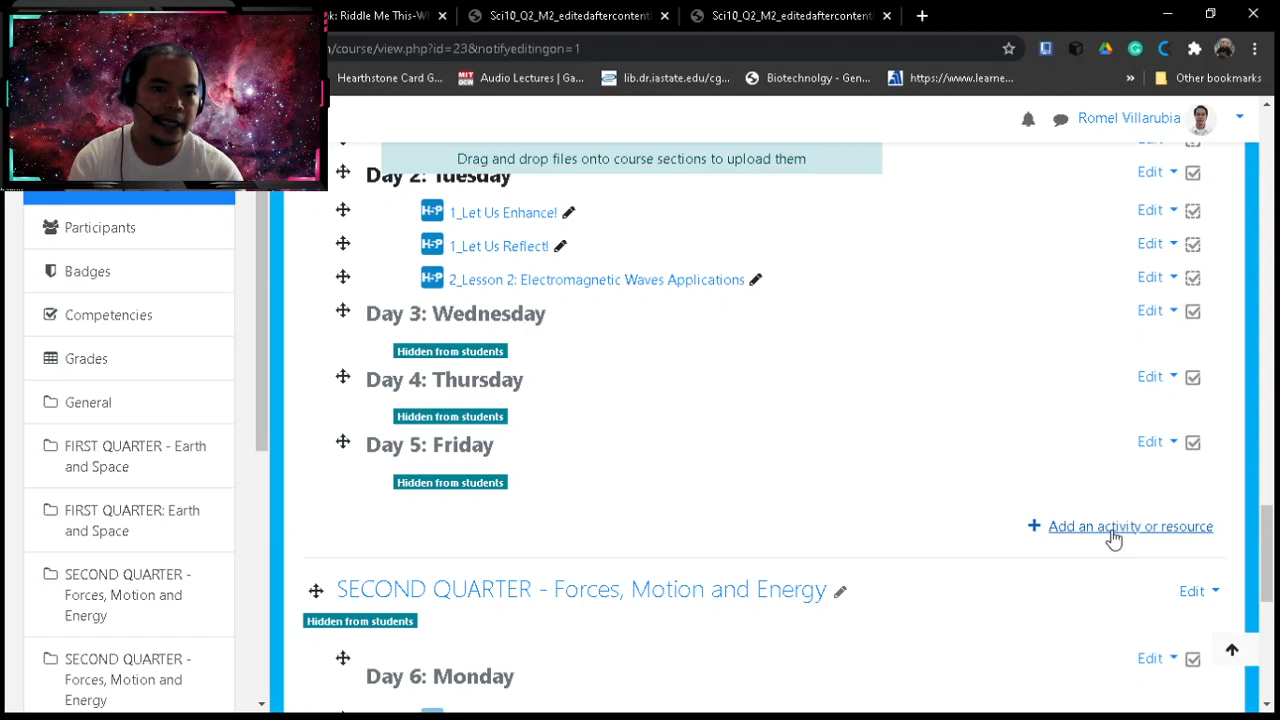 nk: Riddle Me This-W
10_Q2_M2_editedaftercontent
2_editedaftercon
/course/view.php?id=23&notifyeditingon=1
Hearthstone Card G...
MIT
OCW
Audio Lectures | Ga...
lib.dr.iastate.edu/cg...
Biotechnolgy - Gen...
https://www.learne...
»
Other bookmarks
Romel Villarubia
Drag and drop files onto course sections to upload them
Edit
Day 2: Tuesday
Edit
H-P 1_Let Us Enhance!
Edit
H-P 1_Let Us Reflect!
Edit
H-P 2_Lesson 2: Electromagnetic Waves Applications
Edit
Day 3: Wednesday
Edit
Hidden from students
Day 4: Thursday
Edit
Hidden from students
Day 5: Friday
Edit
Hidden from students
+ Add an activity or resource
SECOND QUARTER - Forces, Motion and Energy
Edit
Hidden from students
Day 6: Monday
Edit
Participants
Badges
Competencies
Grades
General
FIRST QUARTER - Earth
and Space
FIRST QUARTER: Earth
and Space
SECOND QUARTER -
Forces, Motion and
Energy
SECOND QUARTER -
Forces, Motion and
Energy